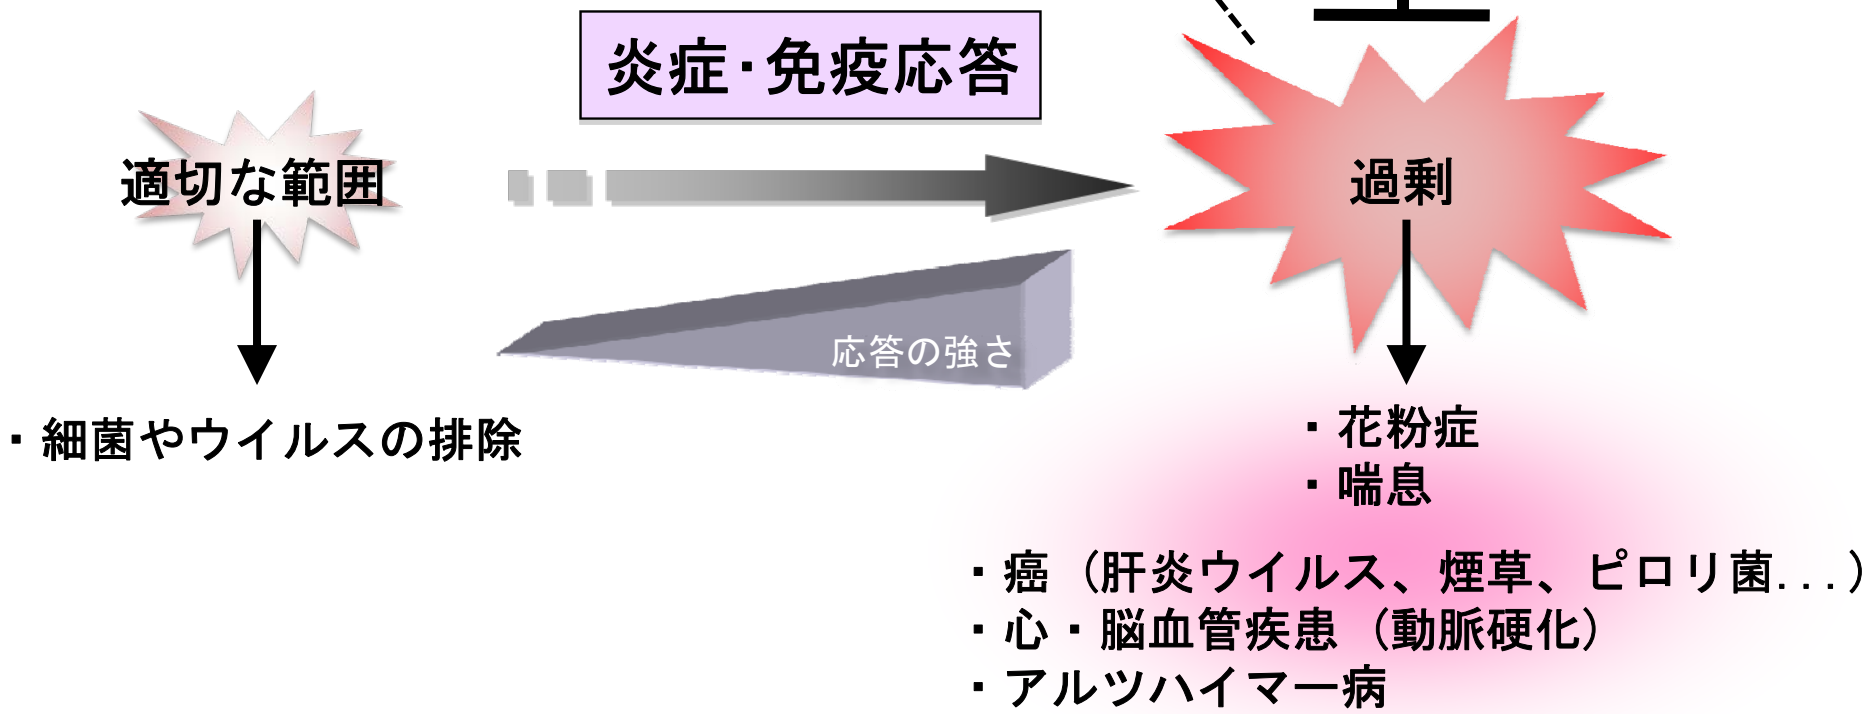 炎症・免疫応答
適切な範囲
過剰
応答の強さ
・細菌やウイルスの排除
・花粉症
・喘息
・癌（肝炎ウイルス、煙草、ピロリ菌...）
・心・脳血管疾患（動脈硬化）
・アルツハイマー病